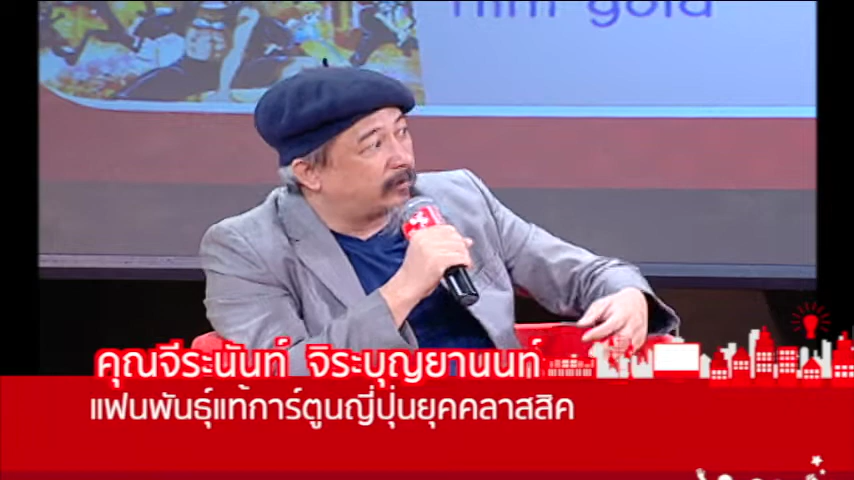 gold
คุณจีระนันท์ จิระบุญยานนท์
แฟนพันธุ์แท้การ์ตูนญี่ปุ่นยุคคลาสสิค